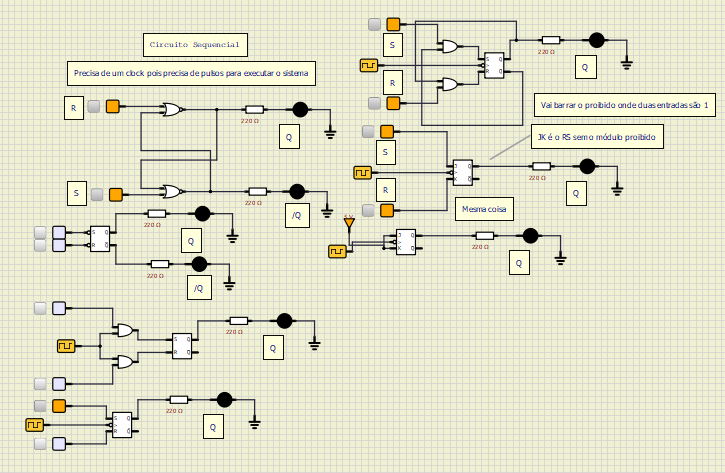 Circuito Sequencial
Precisa de um clock pois precisa de pulsos para executar o sistema
R
220 Ω
Q
S
220 Ω
/Q
S Q
R Q
220 Ω
Q
220 Ω
/Q
S Q
R Q
220 Ω
Q
S Q
>
R Q
220 Ω
Q
S
R
S Q
>
R Q
220 Ω
Q
Vai barrar o proibido onde duas entradas são 1
JK é o RS sem o módulo proibido
S
R
J Q
>
K Q
220 Ω
Q
Mesma coisa
5 V
J Q
>
K Q
220 Ω
Q